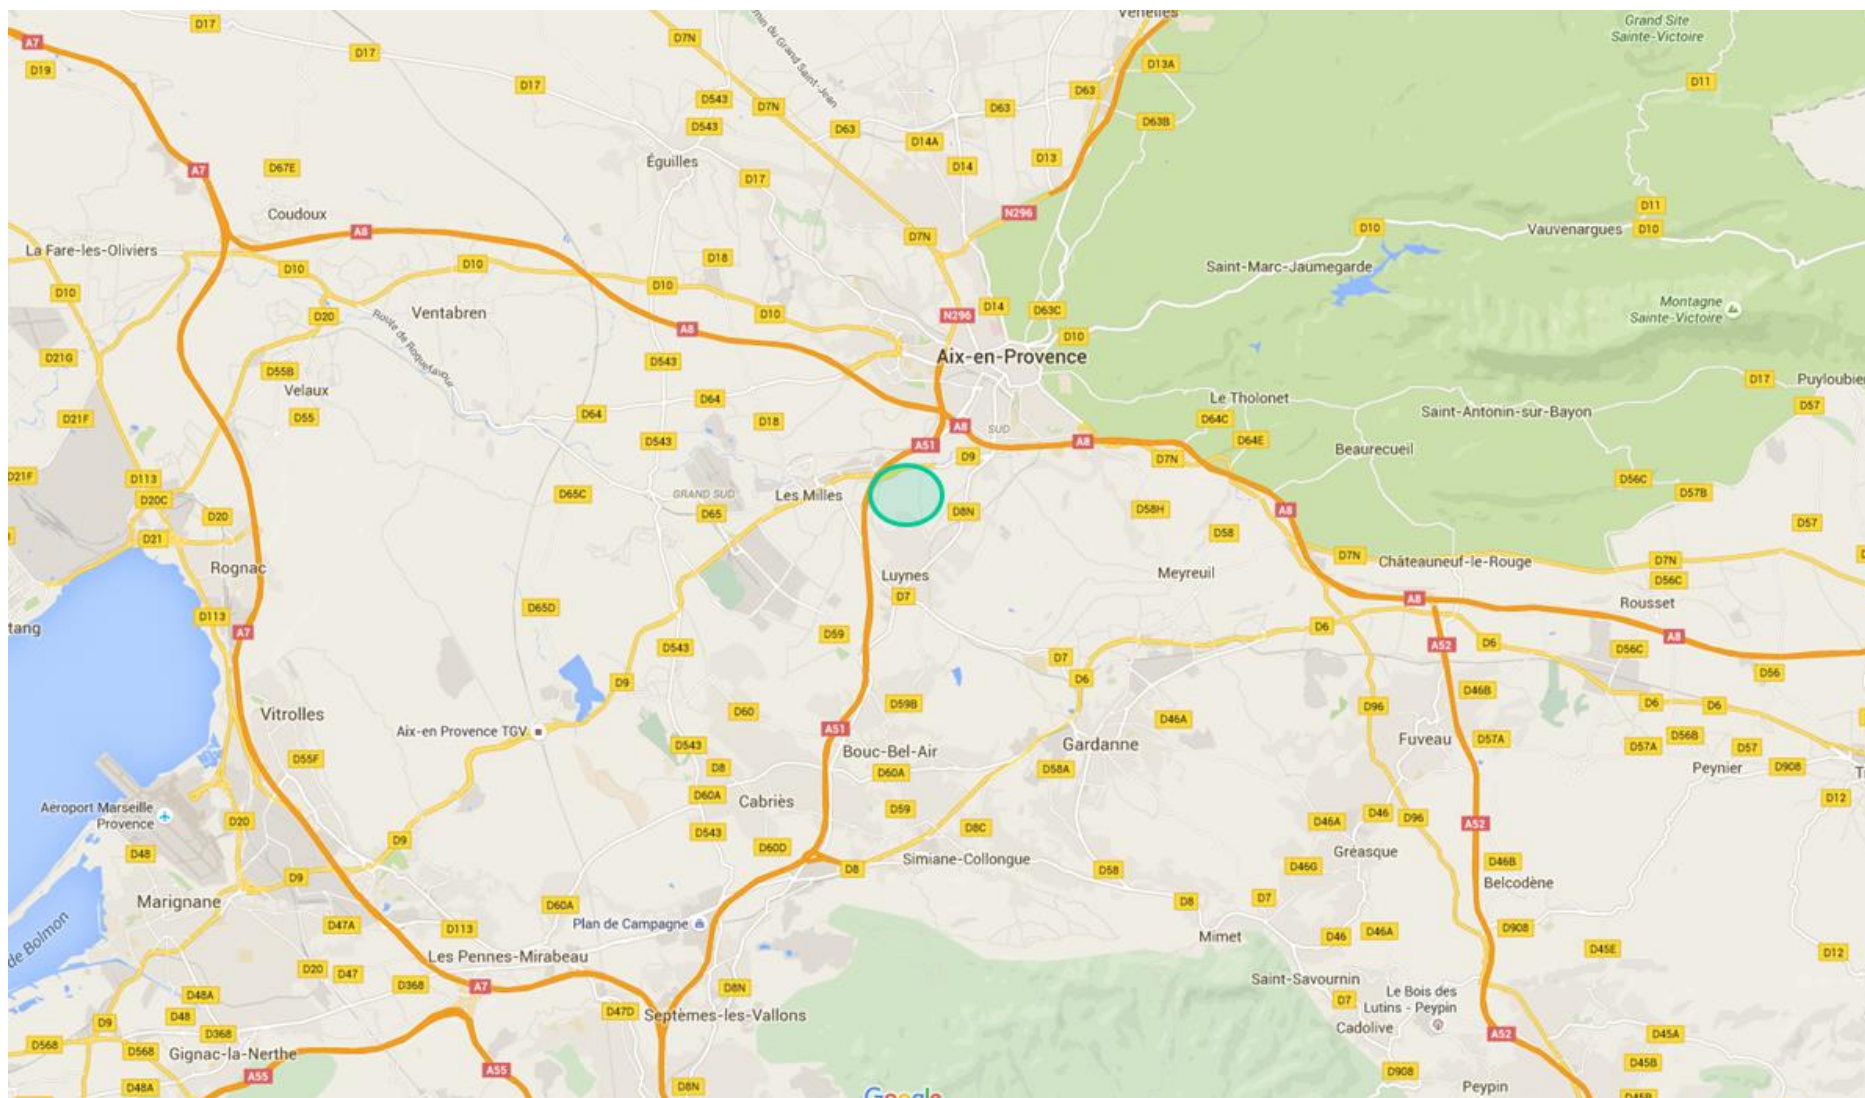 Venelles
Grand Site
Sainte-Victoire
D17
A7
D19
D17
D7N
D17
D543
D543
D7N
D63
D63
D63
D13A
D63B
D11
Éguilles
D14A
D14
D13
D17
A7
D67E
Coudoux
N296
D7N
D11
Vauvenargues
D10
D10
La Fare-les-Oliviers
A8
D10
D10
D18
D10
Saint-Marc-Jaumegarde
D10
D20
Ventabren
D10
N296
D14
D63C
D10
Montagne
Sainte-Victoire
A8
D21G
D55B
Velaux
D543
Aix-en-Provence
D17
Puyloubier
D21F
D55
D64
D64
D18
Le Tholonet
D64C
Saint-Antonin-sur-Bayon
D57
D543
A51
A8
SUD
A8
D64E
Beaurecueil
D21F
D113
D20C
D9
D7N
D56C
D57B
D65C
GRAND SUD
Les Milles
D20
D65
D8N
D58H
A8
D57
D21
D58
Rognac
D7N
Châteauneuf-le-Rouge
D7N
D56C
Luynes
Meyreuil
D65D
D7
A8
Rousset
D113
A7
D59
D6
A8
D543
D7
A52
D6
D56C
D9
D6
D46B
D56
Vitrolles
D60
D59B
D46A
D96
D6
D6
Aix-en Provence TGV
A51
Fuveau
D57A
D56B
D543
Bouc-Bel-Air
Gardanne
D57A
D57
D55F
D8
D60A
D58A
Peynier
D908
Aéroport Marseille
Provence
D60A
Cabriès
D59
D12
D20
D543
D8C
D46A
D46
D96
A52
D48
D9
D60D
Simiane-Collongue
Gréasque
D9
D8
D58
D46G
D46B
Belcodène
Marignane
D60A
D8
D7
D47A
D113
Plan de Campagne
Mimet
D46
D46A
D908
D45E
Les Pennes-Mirabeau
D12
D20
D47
D368
A7
D8N
Saint-Savournin
D48A
Le Bois des
Lutins - Peypin
D9
D48
D47D
Septèmes-les-Vallons
D7
Cadolive
D368
A52
D45A
D568
D568
Gignac-la-Nerthe
D45B
A55
A55
D908
D48A
D8N
Peypin
Google